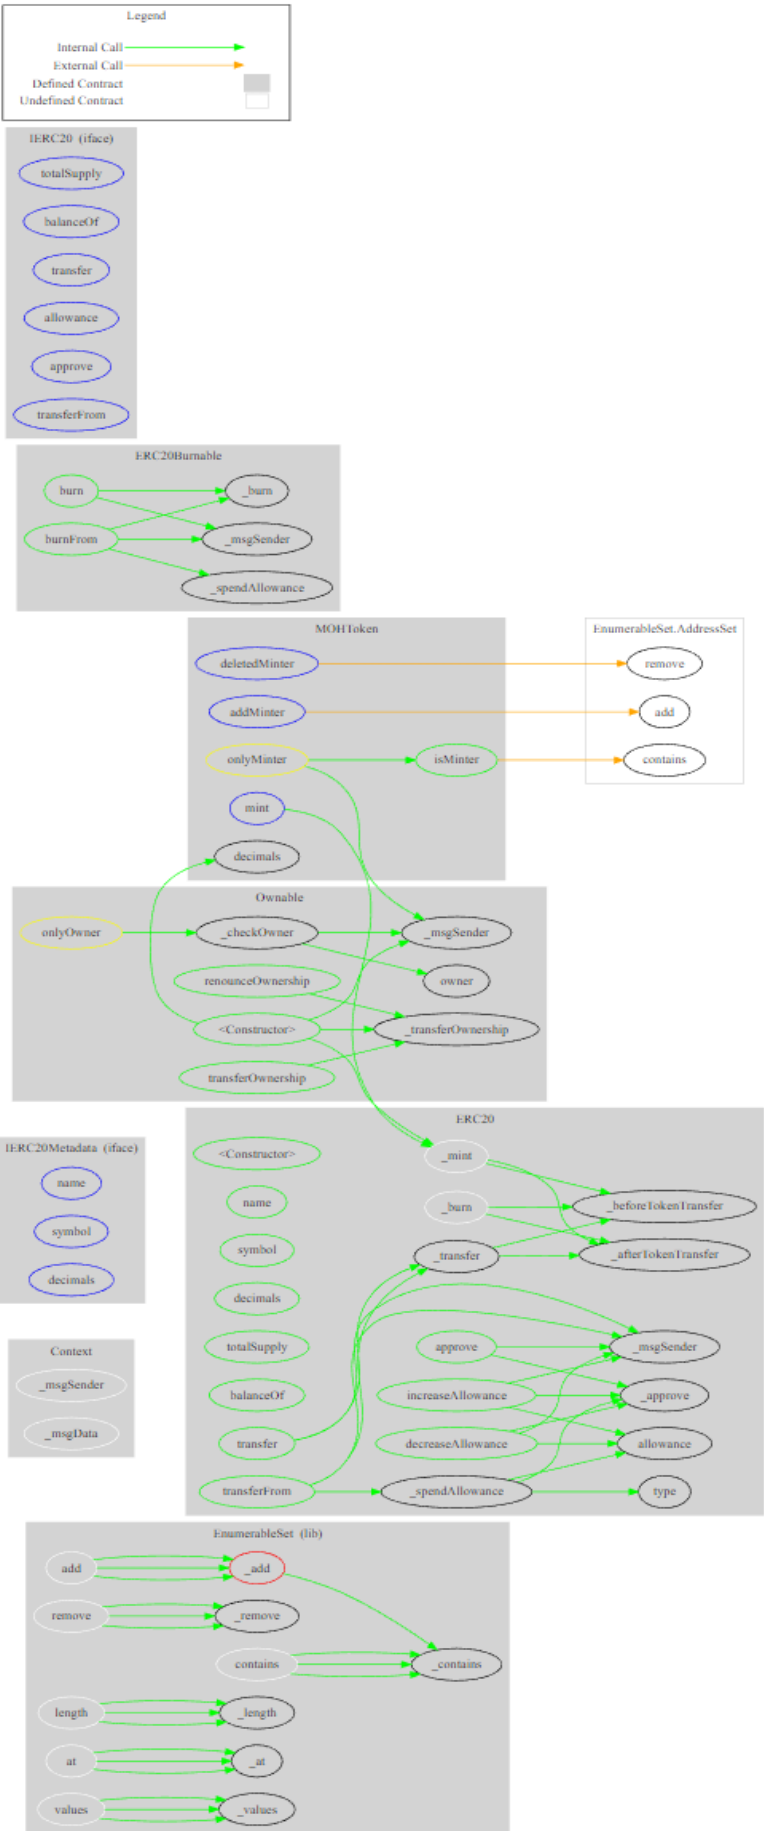 Legend
Internal Call
External Call
Defined Contract
Undefined Contract
IERC20 (iface)
totalSupply
balanceOf
transfer
allowance
approve
transferFrom
ERC20Burnable
burn
_burn
burnFrom
_msgSender
_spendAllowance
MOHToken
EnumerableSet.AddressSet
deletedMinter
remove
addMinter
add
onlyMinter
isMinter
contains
mint
decimals
Ownable
onlyOwner
_checkOwner
_msgSender
renounceOwnership
owner
<Constructor>
_transferOwnership
transferOwnership
ERC20
<Constructor>
_mint
name
_burn
_beforeTokenTransfer
symbol
_transfer
_afterTokenTransfer
decimals
totalSupply
approve
_msgSender
balanceOf
increaseAllowance
_approve
transfer
decreaseAllowance
allowance
transferFrom
_spendAllowance
type
IERC20Metadata (iface)
name
symbol
decimals
Context
_msgSender
_msgData
EnumerableSet (lib)
add
_add
remove
_remove
contains
_contains
length
_length
at
_at
values
_values